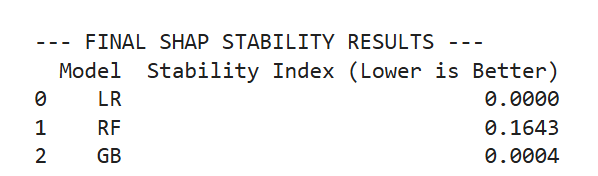 --- FINAL SHAP STABILITY RESULTS ---
  Model  Stability Index (Lower is Better)
0    LR                             0.0000
1    RF                             0.1643
2    GB                             0.0004